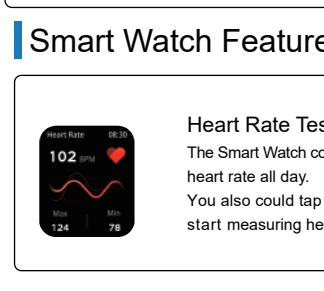 Smart Watch Feature
Heart Rate Tes
The Smart Watch co
heart rate all day.
You also could tap
start measuring he
Heart Rate 08:30
102 BPM
Max Min
124 78